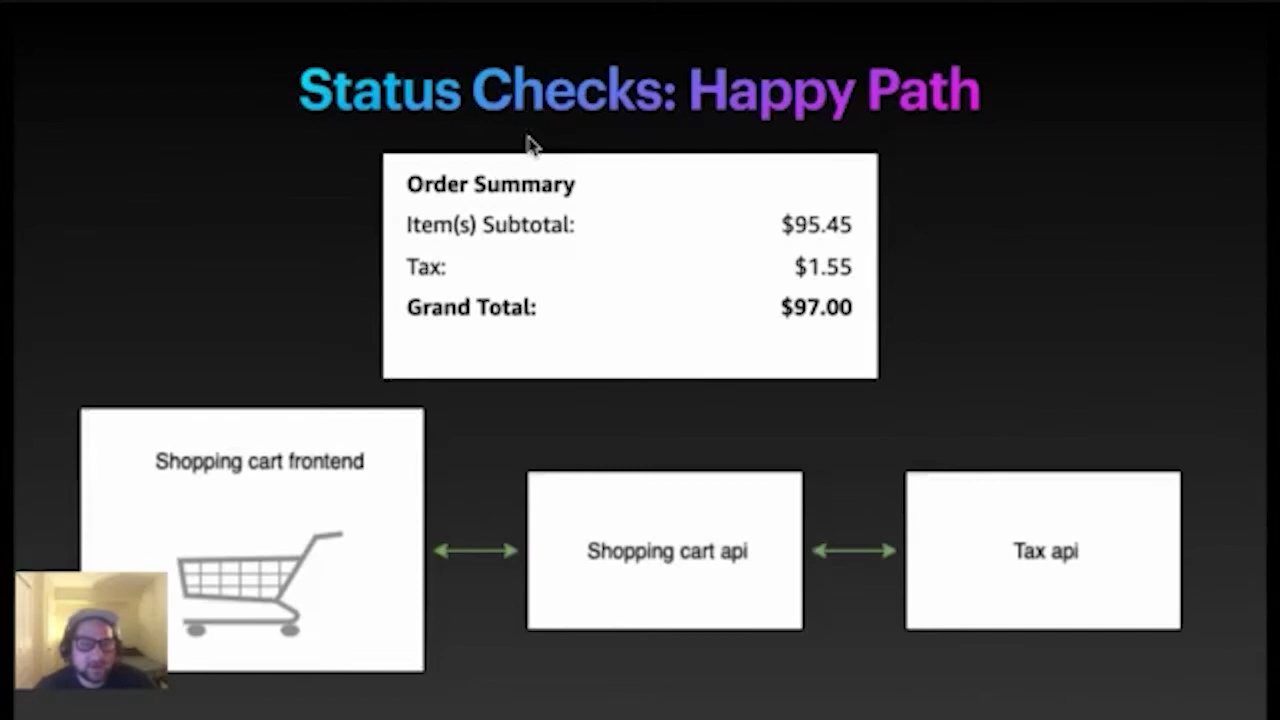 Status Checks: Happy Path
Order Summary
Item(s) Subtotal: $95.45
Tax: $1.55
Grand Total: $97.00
Shopping cart frontend
Shopping cart api
Tax api